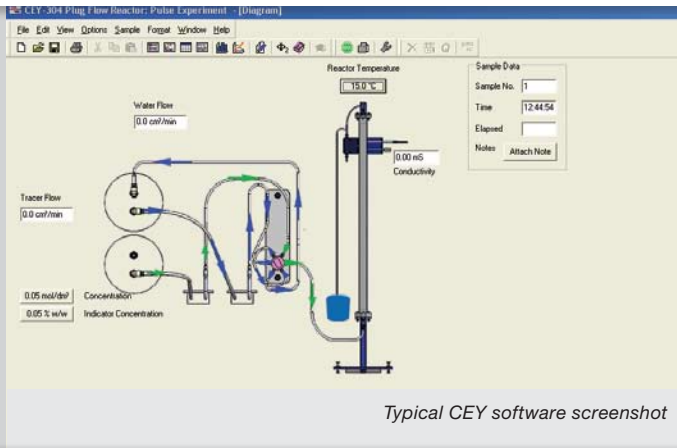 CEY-304 Plug Flow Reactor: Pulse Experiment - [Diagram]
File Edit View Options Sample Format Window Help
Reactor Temperature
15.0 °C
Sample Data
Sample No. 1
Time 12:44:54
Elapsed
Notes Attach Note
Water Flow
0.0 cm³/min
0.00 mS
Conductivity
Tracer Flow
0.0 cm³/min
0.05 mol/dm³ Concentration
0.05 % w/w Indicator Concentration
Typical CEY software screenshot